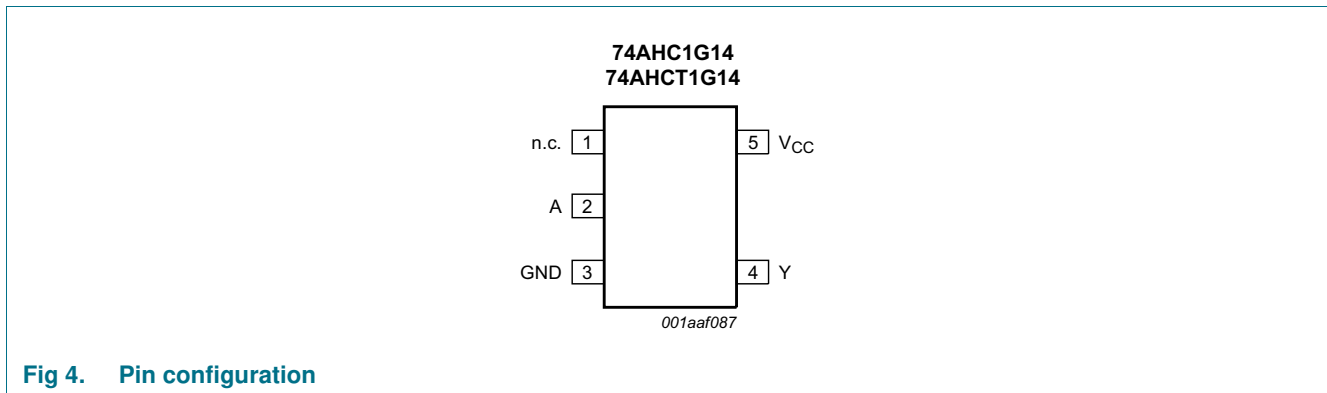 74AHC1G14
74AHCT1G14
n.c. 1
5 VCC
A 2
GND 3
4 Y
001aaf087
Fig 4. Pin configuration